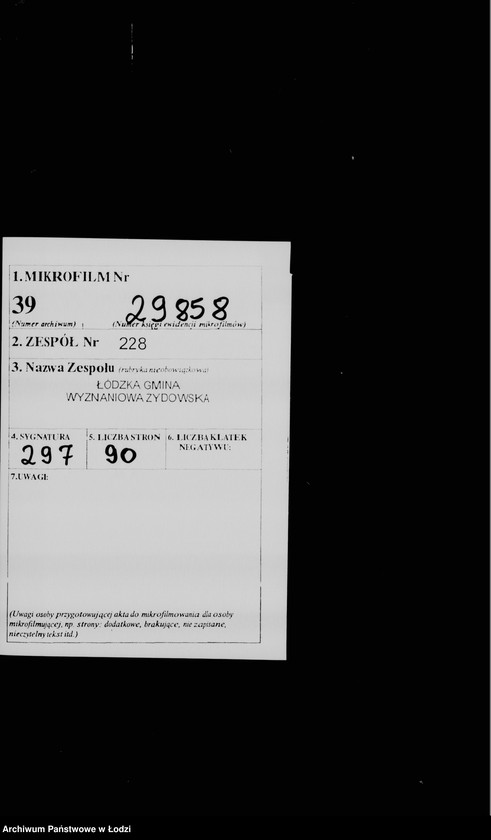 1. MIKROFILM Nr
39 29858
(Numer archiwum) (Numer księgi ewidencji mikrofilmów)
2. ZESPÓŁ Nr 228
3. Nazwa Zespołu (rubryka nieobowiązkowa)
ŁÓDZKA GMINA
WYZNANIOWA ŻYDOWSKA
4. SYGNATURA 5. LICZBA STRON 6. LICZBA KLATEK
NEGATYWU:
297 90
7. UWAGI:
(Uwagi osoby przygotowującej akta do mikrofilmowania dla osoby
mikrofilmującej, np. strony: dodatkowe, brakujące, nie zapisane,
nieczytelny tekst itd.)
Archiwum Państwowe w Łodzi